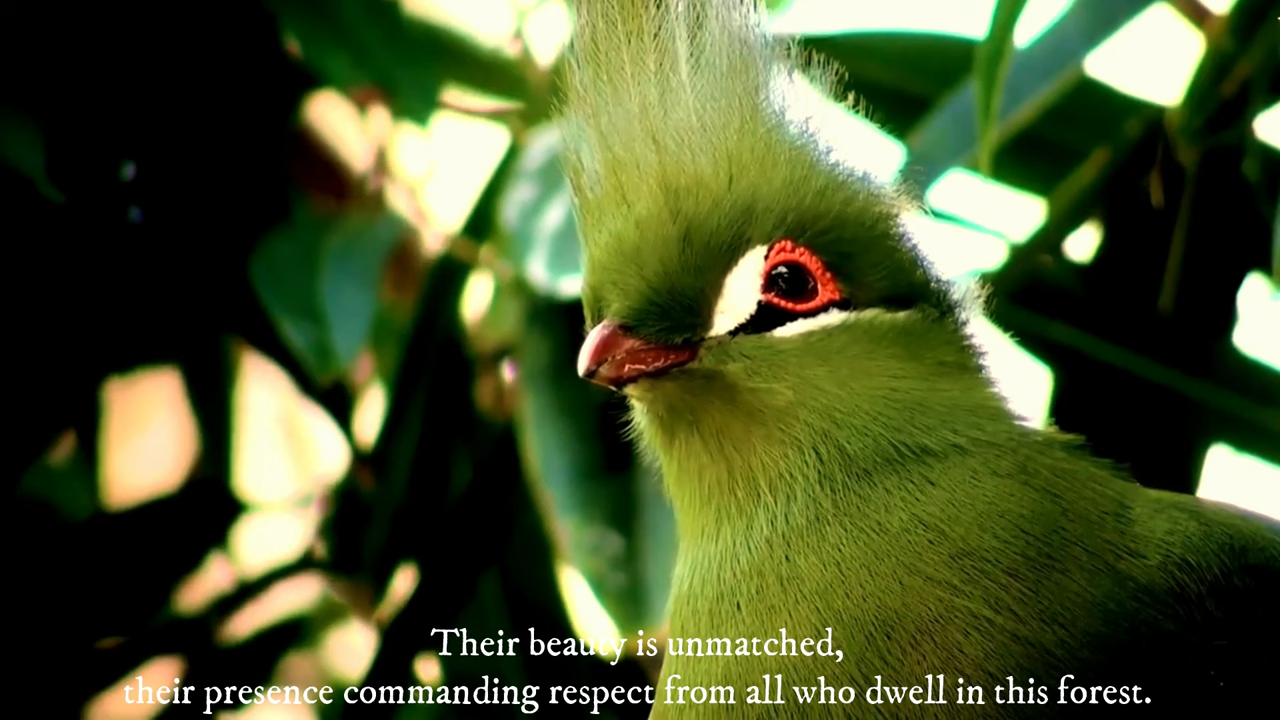 Their beauty is unmatched,
their presence commanding respect from all who dwell in this forest.